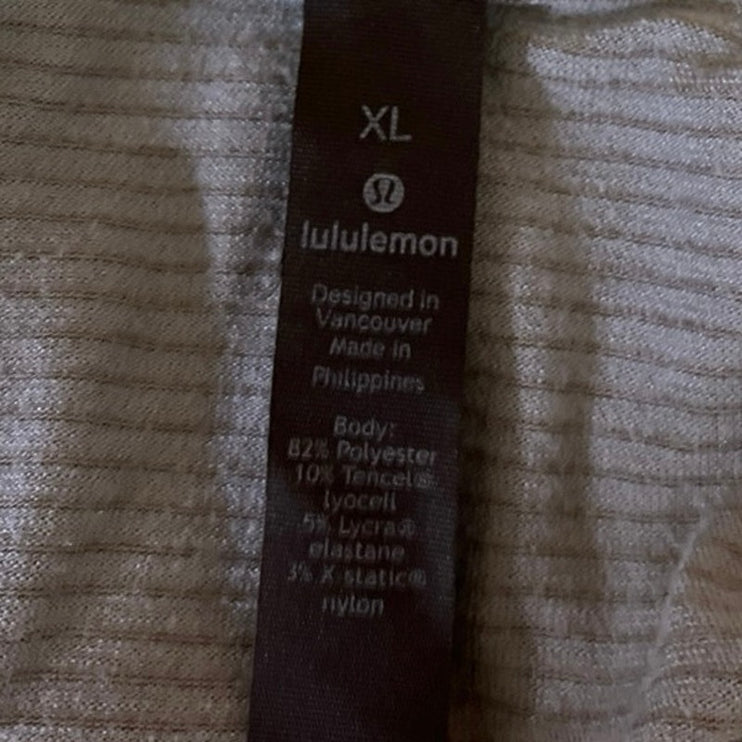 XL
lululemon
Designed in
Vancouver
Made in
Philippines
Body:
82% Polyester
10% Tencel®
lyocell
5% Lycra®
elastane
3% X-static®
nylon